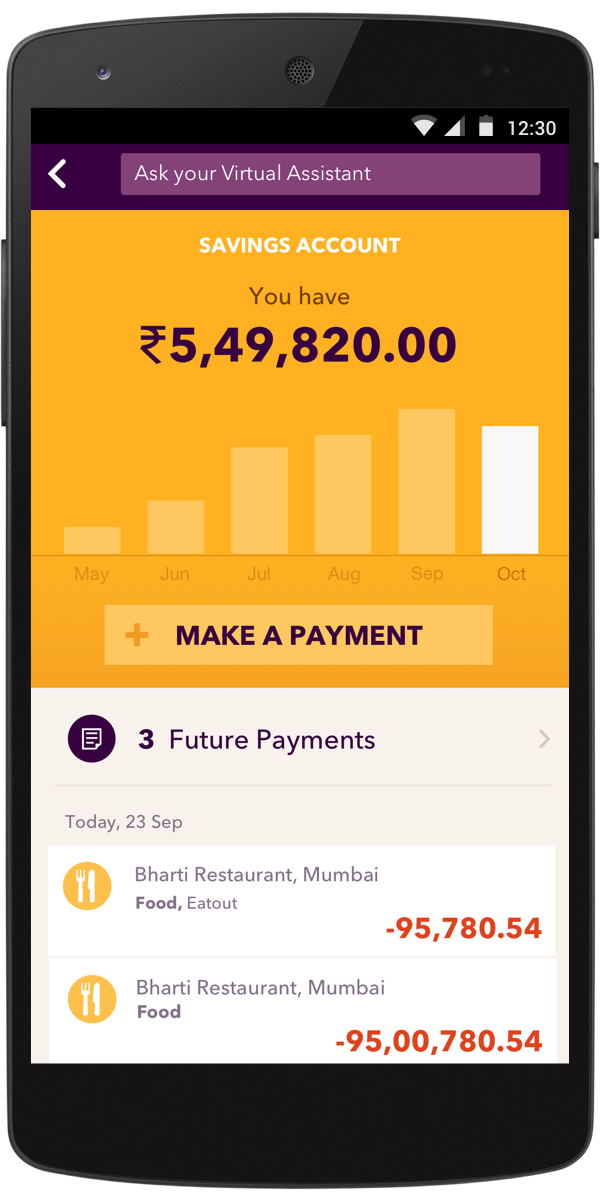 12:30
Ask your Virtual Assistant
SAVINGS ACCOUNT
You have
₹5,49,820.00
May Jun Jul Aug Sep Oct
MAKE A PAYMENT
3 Future Payments
Today, 23 Sep
Bharti Restaurant, Mumbai
Food, Eatout
-95,780.54
Bharti Restaurant, Mumbai
Food
-95,00,780.54